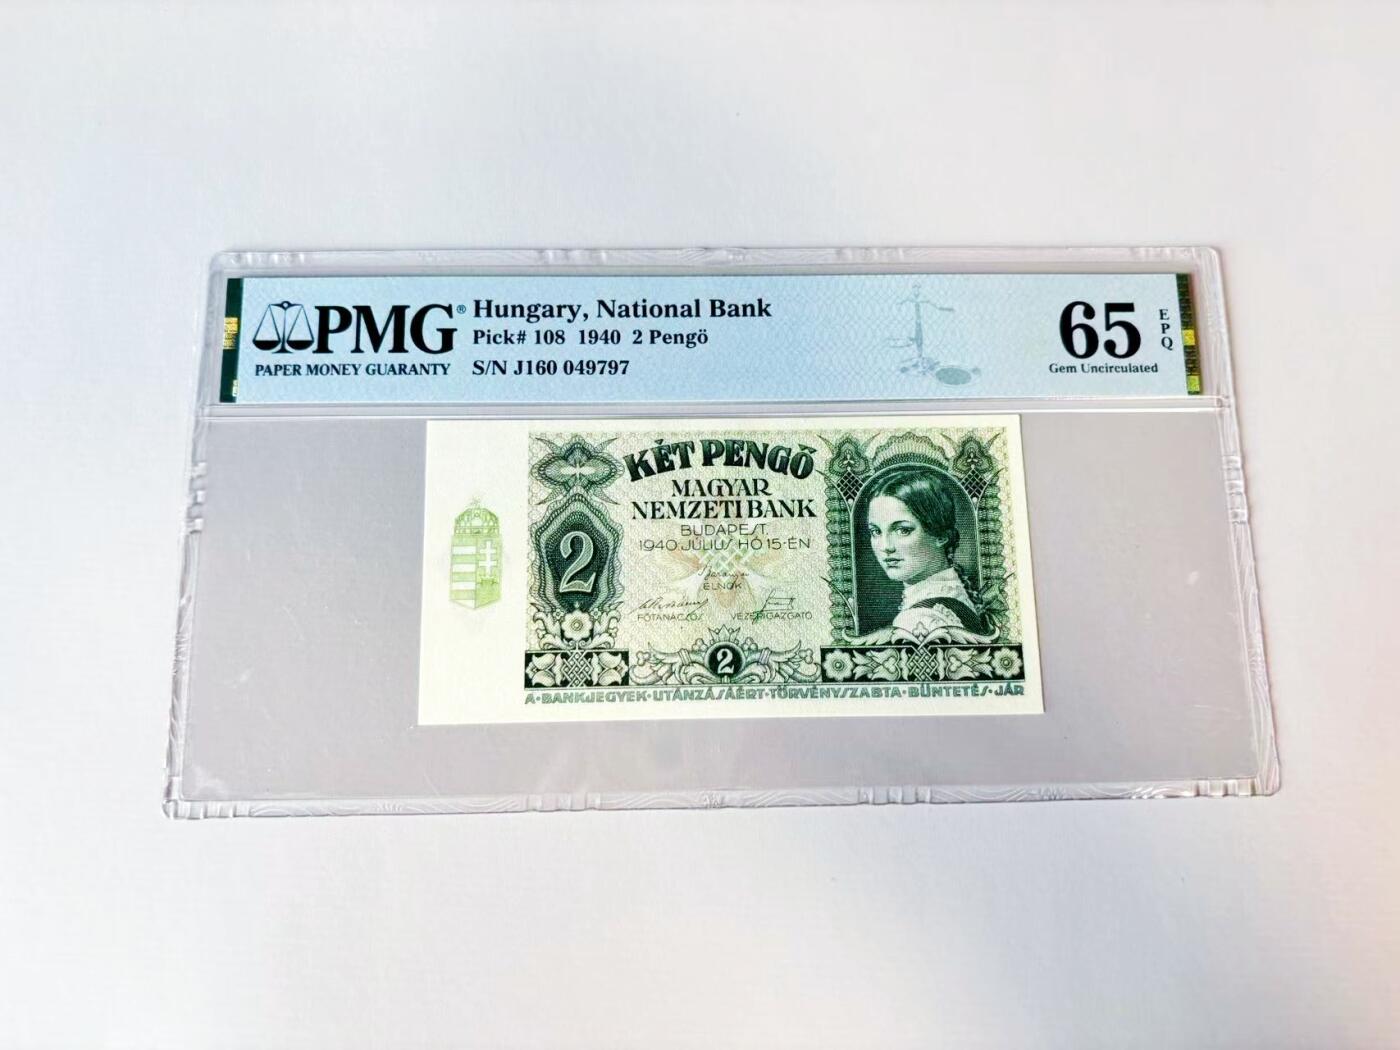 PMG®
PAPER MONEY GUARANTY
Hungary, National Bank
Pick# 108 1940 2 Pengö
S/N J160 049797
65
EPQ
Gem Uncirculated
KÉT PENGŐ
MAGYAR
NEMZETI BANK
BUDAPEST,
1940. JÚLIUS HÓ 15-ÉN
2
ELNÖK
FŐTANÁCSOS VEZÉRIGAZGATÓ
2
A·BANKJEGYEK·UTÁNZÁSÁÉRT·TÖRVÉNYSZABTA·BÜNTETÉS·JÁR